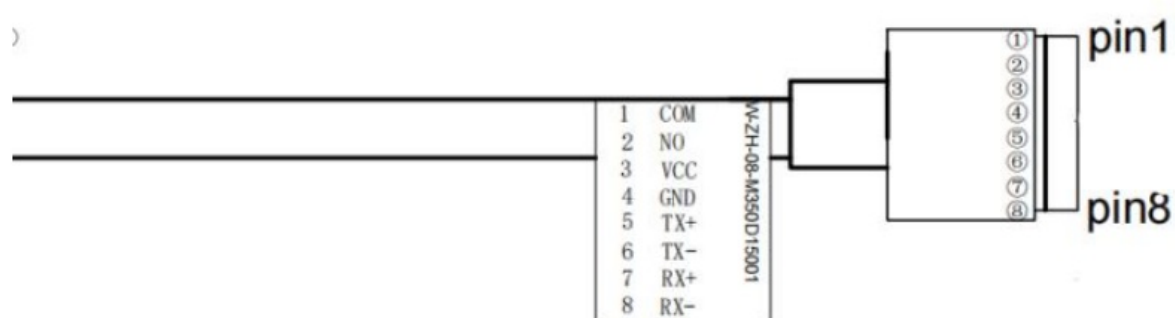 ① pin1
②
③
④
⑤
⑥
⑦
⑧ pin8
1 COM
2 NO
3 VCC
4 GND
5 TX+
6 TX-
7 RX+
8 RX-
-ZH-08-M350D15001